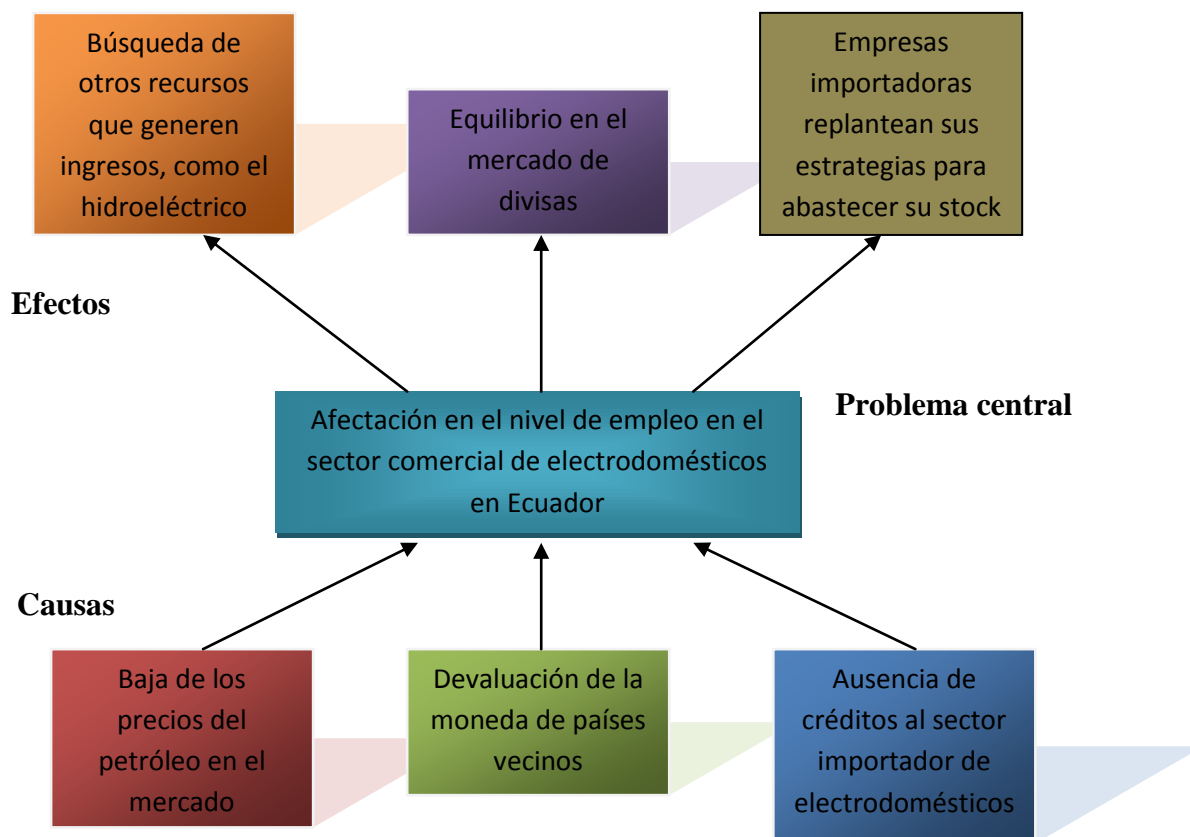 Búsqueda de
otros recursos
que generen
ingresos, como el
hidroeléctrico
Equilibrio en el
mercado de
divisas
Empresas
importadoras
replantean sus
estrategias para
abastecer su stock
Efectos
Afectación en el nivel de empleo en el
sector comercial de electrodomésticos
en Ecuador
Problema central
Causas
Baja de los
precios del
petróleo en el
mercado
Devaluación de la
moneda de países
vecinos
Ausencia de
créditos al sector
importador de
electrodomésticos